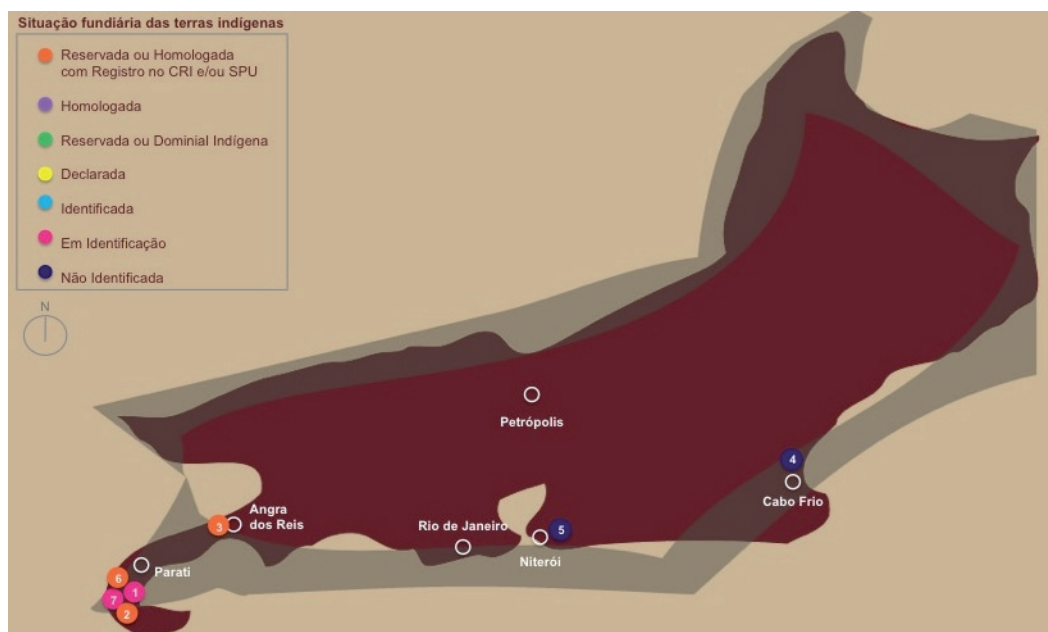 Situação fundiária das terras indígenas
Reservada ou Homologada
com Registro no CRI e/ou SPU
Homologada
Reservada ou Dominial Indígena
Declarada
Identificada
Em Identificação
Não Identificada
N
Petrópolis
4
Cabo Frio
Angra
dos Reis
3
Rio de Janeiro
5
Niterói
Parati
6
1
7
2